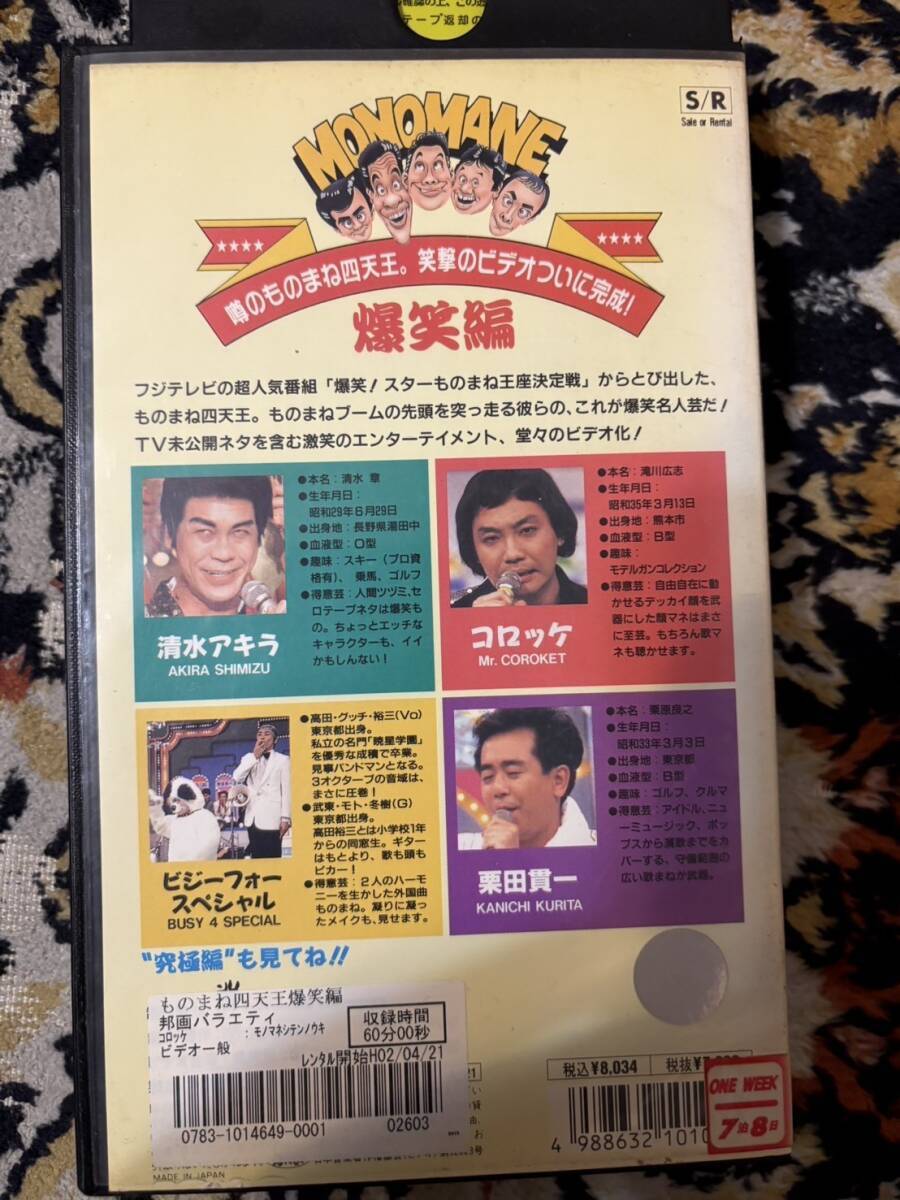 テープ返却の
S/R
Sale or Rental
MONOMANE
★★★★
★★★★
噂のものまね四天王。笑撃のビデオついに完成!
爆笑編
フジテレビの超人気番組「爆笑!スターものまね王座決定戦」からとび出した、
ものまね四天王。ものまねブームの先頭を突っ走る彼らの、これが爆笑名人芸だ!
TV未公開ネタを含む激笑のエンターテイメント、堂々のビデオ化!
●本名:清水 章
●生年月日:
昭和29年6月29日
●出身地:長野県湯田中
●血液型:O型
●趣味:スキー(プロ資
格有)、乗馬、ゴルフ
●得意芸:人間ツヅミ、セ
ロテープネタは爆笑も
の。ちょっとエッチな
キャラクターも、イイ
かもしんない!
清水アキラ
AKIRA SHIMIZU
●本名:滝川広志
●生年月日:
昭和35年3月13日
●出身地:熊本市
●血液型:B型
●趣味:
モデルガンコレクション
●得意芸:自由自在に動
かせるデッカイ顔を武
器にした顔マネはまさ
に至芸。もちろん歌マ
ネも聴かせます。
コロッケ
Mr. COROKET
●高田・グッチ・裕三(Vo)
東京都出身。
私立の名門「暁星学園」
を優秀な成積で卒業。
見事バンドマンとなる。
3オクターブの音域は、
まさに圧巻!
●武東・モト・冬樹(G)
東京都出身。
高田裕三とは小学校1年
からの同窓生。ギター
はもとより、歌も頭も
ピカー!
●得意芸:2人のハーモ
ニーを生かした外国曲
ものまね。凝りに凝っ
たメイクも、見せます。
ビジーフォー
スペシャル
BUSY 4 SPECIAL
●本名:栗原良之
●生年月日:
昭和33年3月3日
●出身地:東京都
●血液型:B型
●趣味:ゴルフ、クルマ
●得意芸:アイドル、ニュ
ーミュージック、ポッ
プスから演歌までをカ
バーする、守備範囲の
広い歌まねが武器。
栗田貫一
KANICHI KURITA
"究極編"も見てね!!
ものまね四天王爆笑編
邦画バラエティ
コロッケ :モノマネシテンノウキ
ビデオ一般
収録時間
60分00秒
レンタル開始H02/04/21
0783-1014649-0001 02603
税込¥8,034 税抜
ONE WEEK
7泊8日
4 988632 1010
MADE IN JAPAN